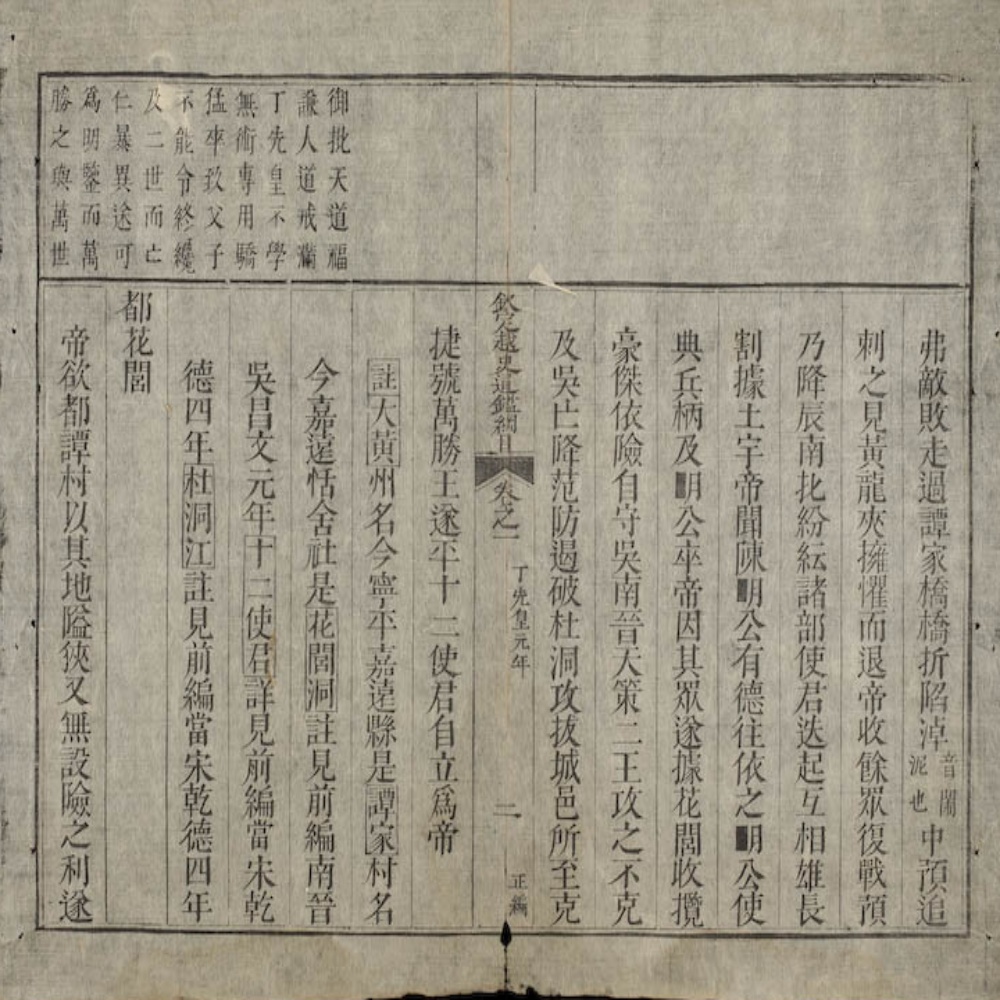 弗敵敗走過譚家橋橋折陷淖音鬧泥也中預追
刺之見黃龍夾擁懼而退帝收餘眾復戰預
乃降辰南北紛紜諸部使君迭起互相雄長
割據土宇帝聞陳明公有德往依之明公使
典兵柄及明公卒帝因其眾遂據花閭收攬
豪傑依險自守吳南晉天策二王攻之不克
及吳亡降范防遏破杜洞攻拔城邑所至克
欽定越史通鑑綱目
卷之一
丁先皇元年
二
正編
捷號萬勝王遂平十二使君自立爲帝
註大黃州名今寧平嘉遠縣是譚家村名
今嘉遠恬舍社是花閭洞註見前編南晉
吳昌文元年十二使君詳見前編當宋乾
德四年杜洞江註見前編當宋乾德四年
都花閭
帝欲都譚村以其地隘狹又無設險之利遂
御批天道福
謙人道戒滿
丁先皇不學
無術專用驕
猛卒致父子
不能令終纔
及二世而亡
仁暴異途可
爲明鑒而萬
勝之與萬世